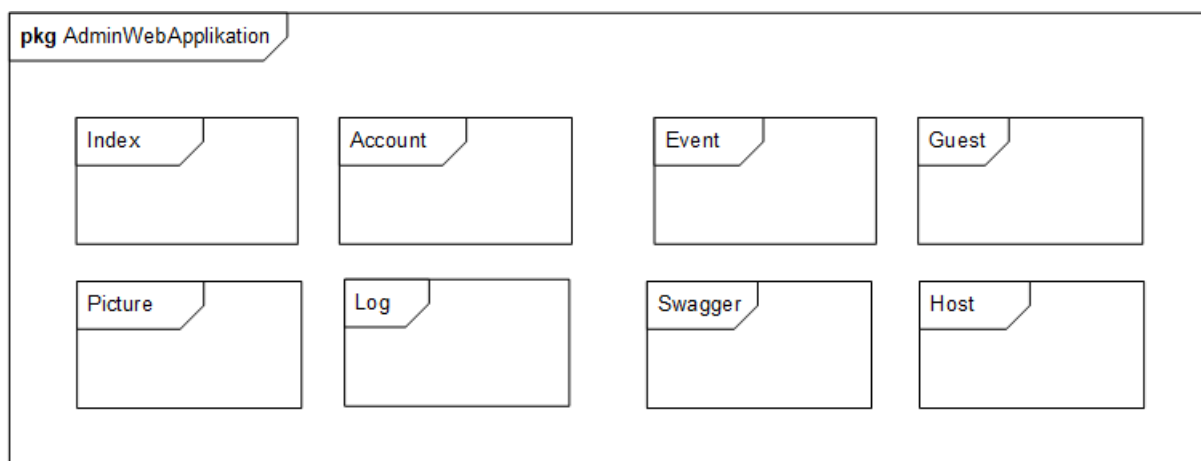 pkg AdminWebApplikation
Index
Account
Event
Guest
Picture
Log
Swagger
Host